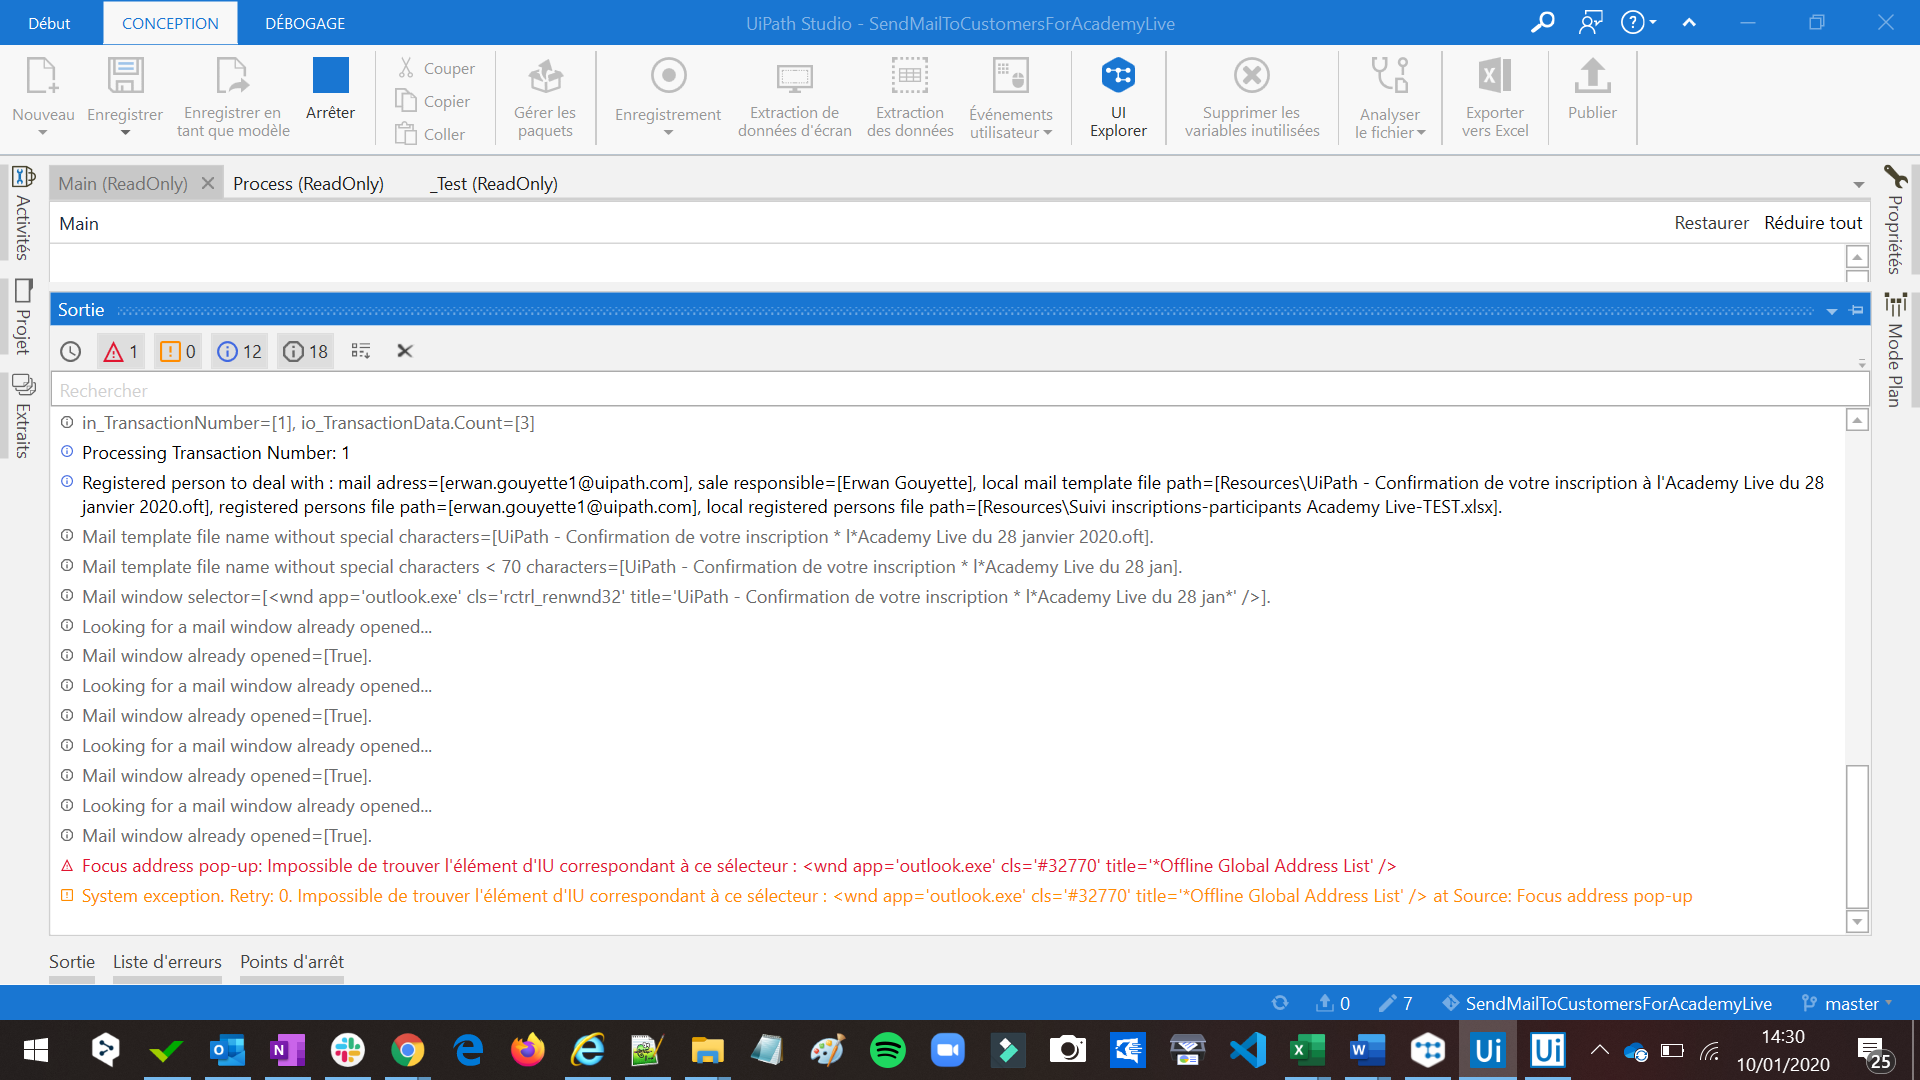 Début
CONCEPTION
DÉBOGAGE
UiPath Studio - SendMailToCustomersForAcademyLive
Nouveau
Enregistrer
Enregistrer en
tant que modèle
Arrêter
Couper
Copier
Coller
Gérer les
paquets
Enregistrement
Extraction de
données d'écran
Extraction
des données
Événements
utilisateur
UI
Explorer
Supprimer les
variables inutilisées
Analyser
le fichier
Exporter
vers Excel
Publier
Activités
Projet
Extraits
Main (ReadOnly)
Process (ReadOnly)
_Test (ReadOnly)
Main
Restaurer
Réduire tout
Propriétés
Mode Plan
Sortie
1
0
12
18
Rechercher
in_TransactionNumber=[1], io_TransactionData.Count=[3]
Processing Transaction Number: 1
Registered person to deal with : mail adress=[erwan.gouyette1@uipath.com], sale responsible=[Erwan Gouyette], local mail template file path=[Resources\UiPath - Confirmation de votre inscription à l'Academy Live du 28
janvier 2020.oft], registered persons file path=[erwan.gouyette1@uipath.com], local registered persons file path=[Resources\Suivi inscriptions-participants Academy Live-TEST.xlsx].
Mail template file name without special characters=[UiPath - Confirmation de votre inscription * l*Academy Live du 28 janvier 2020.oft].
Mail template file name without special characters < 70 characters=[UiPath - Confirmation de votre inscription * l*Academy Live du 28 jan].
Mail window selector=[<wnd app='outlook.exe' cls='rctrl_renwnd32' title='UiPath - Confirmation de votre inscription * l*Academy Live du 28 jan*' />].
Looking for a mail window already opened...
Mail window already opened=[True].
Looking for a mail window already opened...
Mail window already opened=[True].
Looking for a mail window already opened...
Mail window already opened=[True].
Looking for a mail window already opened...
Mail window already opened=[True].
Focus address pop-up: Impossible de trouver l'élément d'IU correspondant à ce sélecteur : <wnd app='outlook.exe' cls='#32770' title='*Offline Global Address List' />
System exception. Retry: 0. Impossible de trouver l'élément d'IU correspondant à ce sélecteur : <wnd app='outlook.exe' cls='#32770' title='*Offline Global Address List' /> at Source: Focus address pop-up
Sortie
Liste d'erreurs
Points d'arrêt
0
7
SendMailToCustomersForAcademyLive
master
14:30
10/01/2020
25